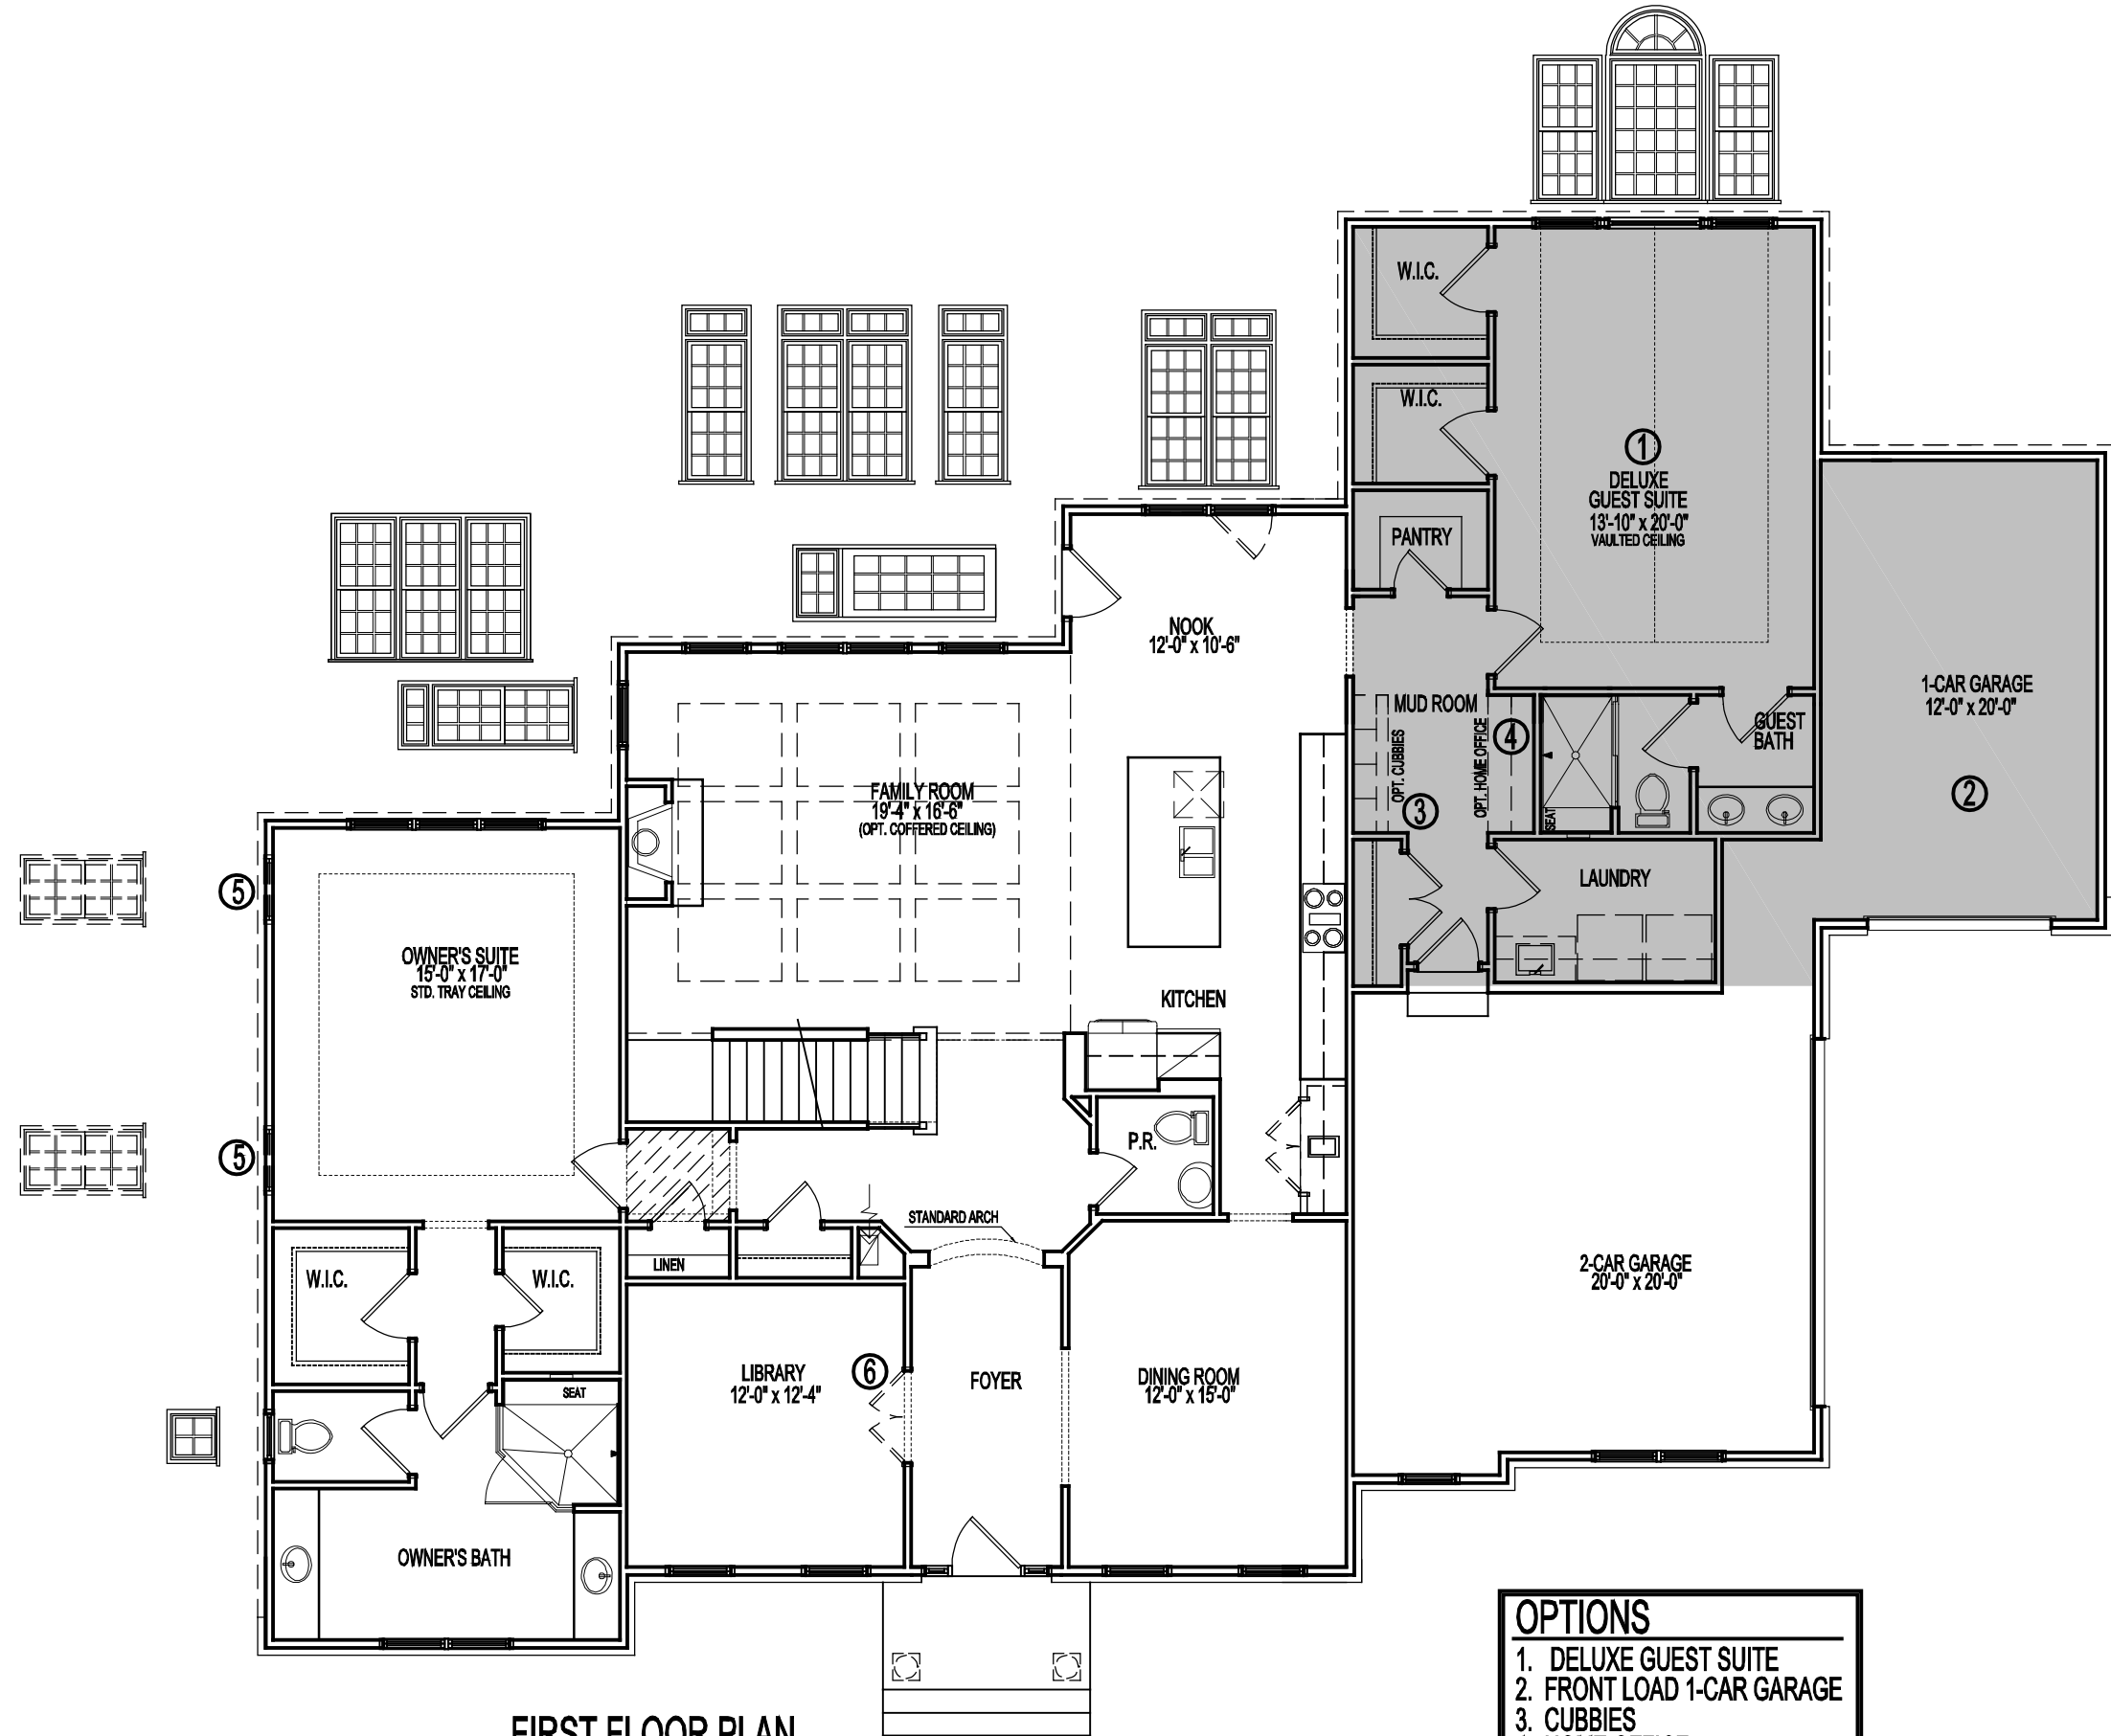 W.I.C.
W.I.C.
1
DELUXE
GUEST SUITE
13'-10" x 20'-0"
VAULTED CEILING
PANTRY
NOOK
12'-0" x 10'-6"
1-CAR GARAGE
12'-0" x 20'-0"
2
MUD ROOM
OPT. CUBBIES
3
OPT. HOME OFFICE
4
SEAT
GUEST
BATH
FAMILY ROOM
19'-4" x 16'-6"
(OPT. COFFERED CEILING)
LAUNDRY
5
OWNER'S SUITE
15'-0" x 17'-0"
STD. TRAY CEILING
KITCHEN
5
P.R.
STANDARD ARCH
LINEN
W.I.C.
W.I.C.
2-CAR GARAGE
20'-0" x 20'-0"
LIBRARY
12'-0" x 12'-4"
6
FOYER
DINING ROOM
12'-0" x 15'-0"
SEAT
OWNER'S BATH
FIRST FLOOR PLAN
OPTIONS
1. DELUXE GUEST SUITE
2. FRONT LOAD 1-CAR GARAGE
3. CUBBIES